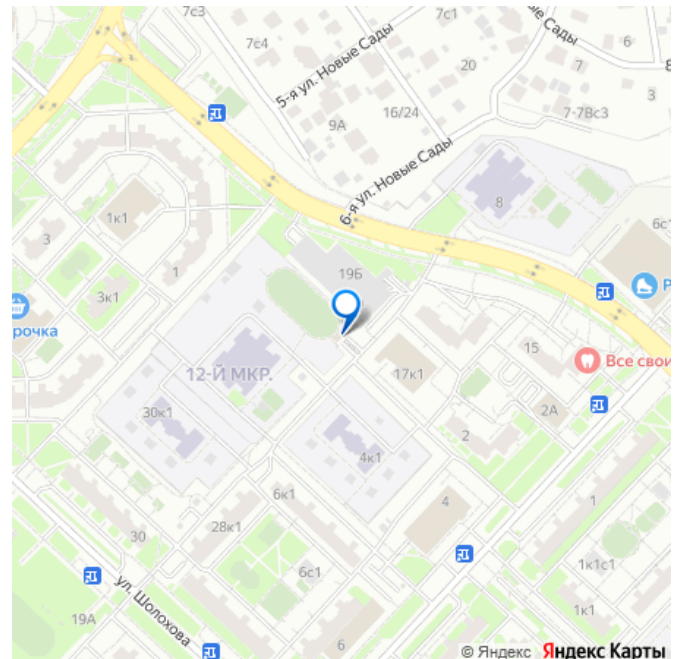 7с3
7с1
7с4
5-я ул. Новые Сады
Новые Сады
6
20
7
8
16/24
3
9А
7-7Вс3
6-я ул. Новые Сады
8
1к1
6с1
3
1
19Б
3к1
Р
рочка
15
Все свои
12-Й МКР.
17к1
2А
30к1
2
4к1
6к1
4
1
28к1
30
6с1
1к1с1
ул. Шолохова
19А
1к1
6
© Яндекс Яндекс Карты